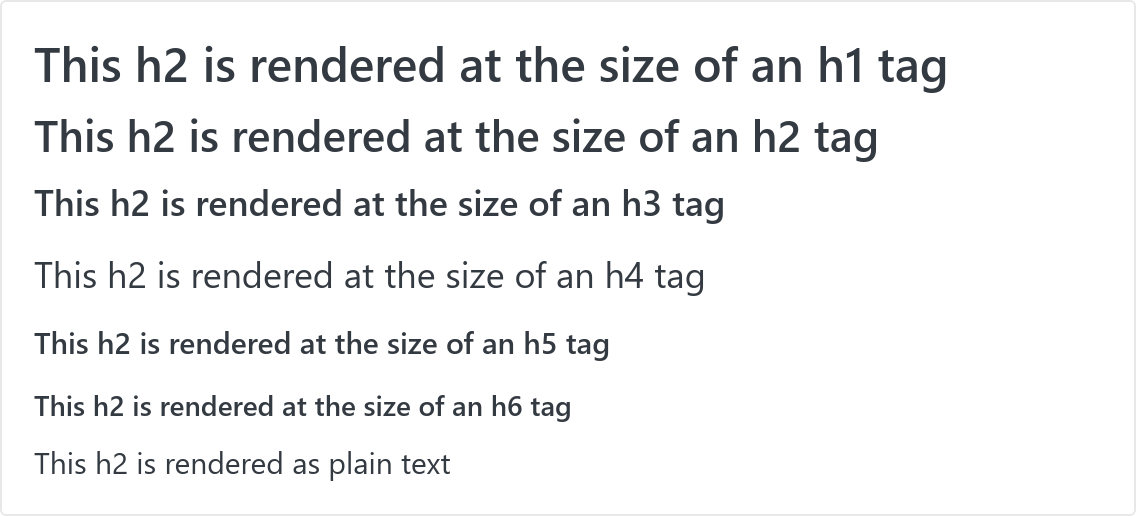 This h2 is rendered at the size of an h1 tag
This h2 is rendered at the size of an h2 tag
This h2 is rendered at the size of an h3 tag
This h2 is rendered at the size of an h4 tag
This h2 is rendered at the size of an h5 tag
This h2 is rendered at the size of an h6 tag
This h2 is rendered as plain text